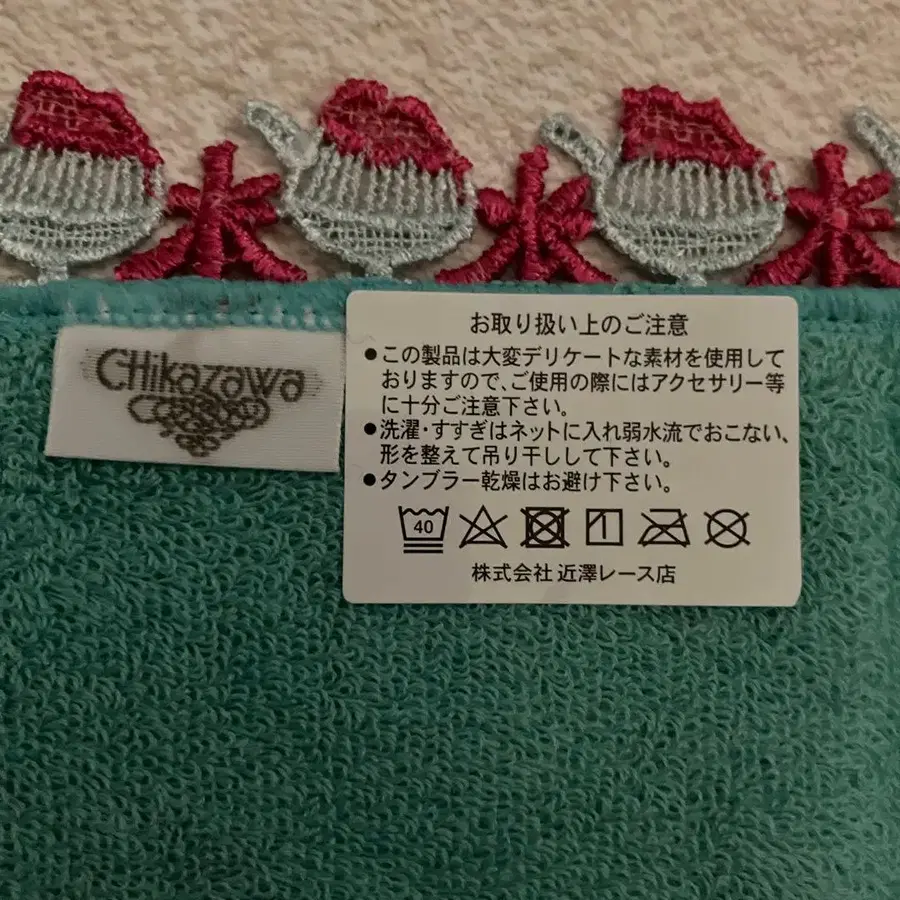 CHikazawa
お取り扱い上のご注意
●この製品は大変デリケートな素材を使用して
おりますので、ご使用の際にはアクセサリー等
に十分ご注意下さい。
●洗濯・すすぎはネットに入れ弱水流でおこない、
形を整えて吊り干しして下さい。
●タンブラー乾燥はお避け下さい。
40
株式会社 近澤レース店